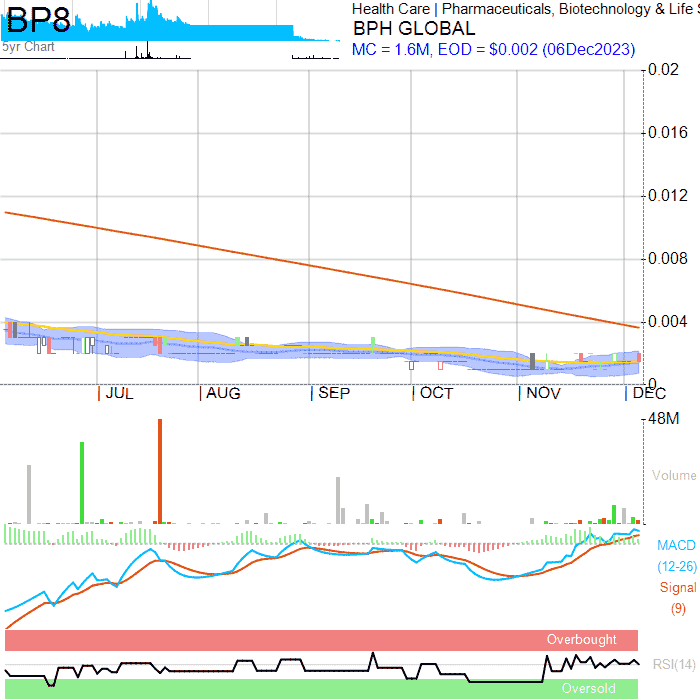 BP8
5yr Chart
Health Care | Pharmaceuticals, Biotechnology & Life
BPH GLOBAL
MC = 1.6M, EOD = $0.002 (06Dec2023)
0.02
0.016
0.012
0.008
0.004
0
JUL AUG SEP OCT NOV DEC
48M
Volume
MACD
(12-26)
Signal
(9)
Overbought
RSI(14)
Oversold